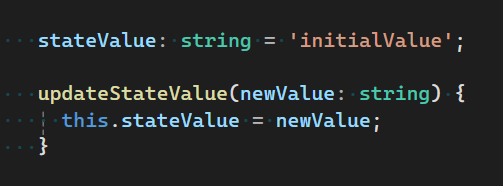 stateValue: string = 'initialValue';
updateStateValue(newValue: string) {
this.stateValue = newValue;
}